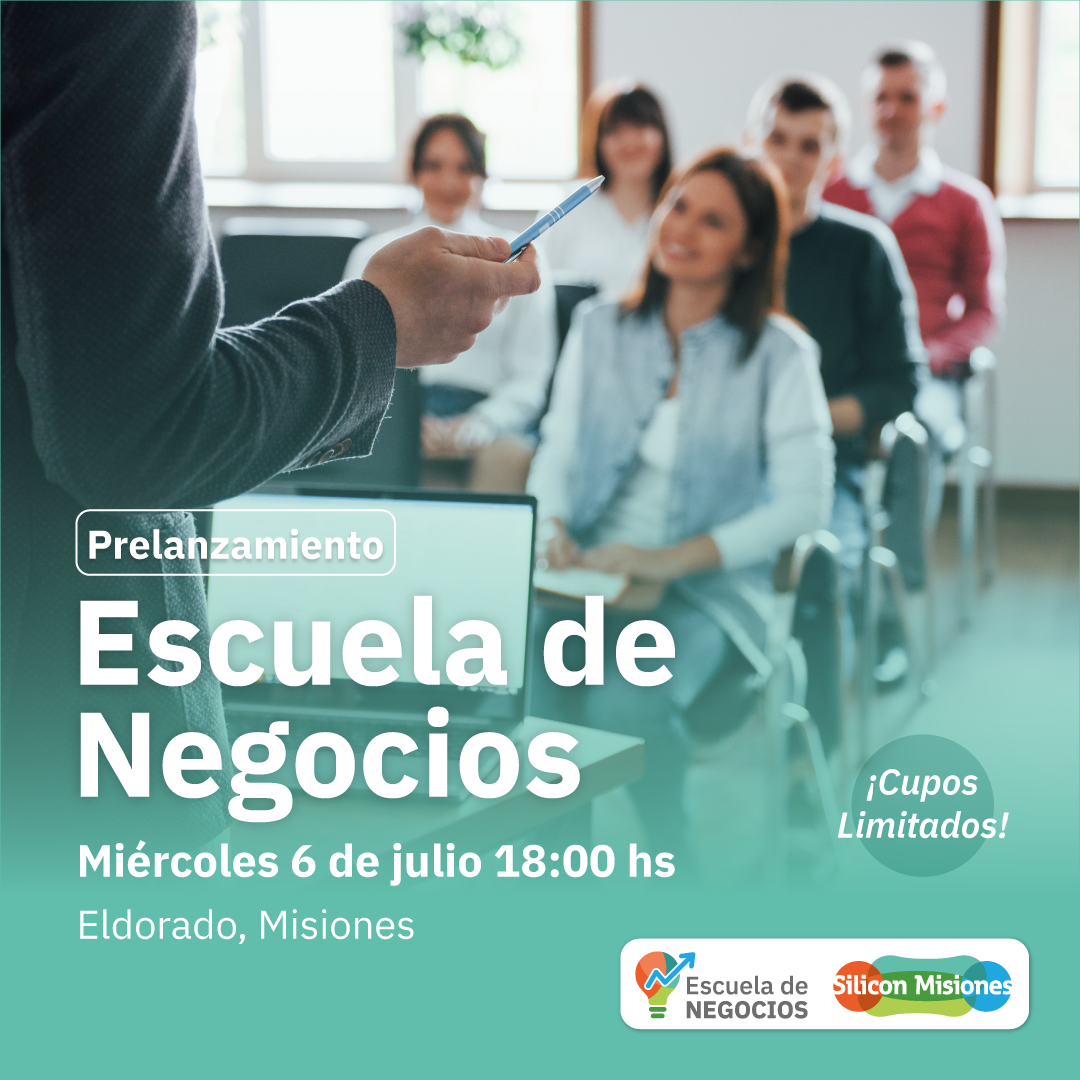 Prelanzamiento
Escuela de
Negocios
Miércoles 6 de julio 18:00 hs
Eldorado, Misiones
¡Cupos
Limitados!
Escuela de
NEGOCIOS
Silicon Misiones